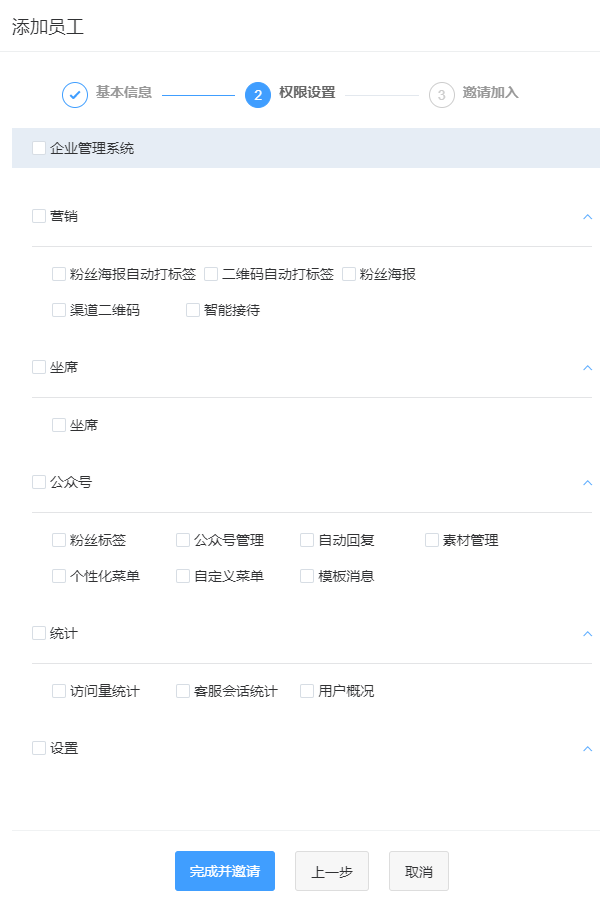 添加员工
基本信息 2 权限设置 3 邀请加入
企业管理系统
营销
粉丝海报自动打标签 二维码自动打标签 粉丝海报
渠道二维码 智能接待
坐席
坐席
公众号
粉丝标签 公众号管理 自动回复 素材管理
个性化菜单 自定义菜单 模板消息
统计
访问量统计 客服会话统计 用户概况
设置
完成并邀请 上一步 取消